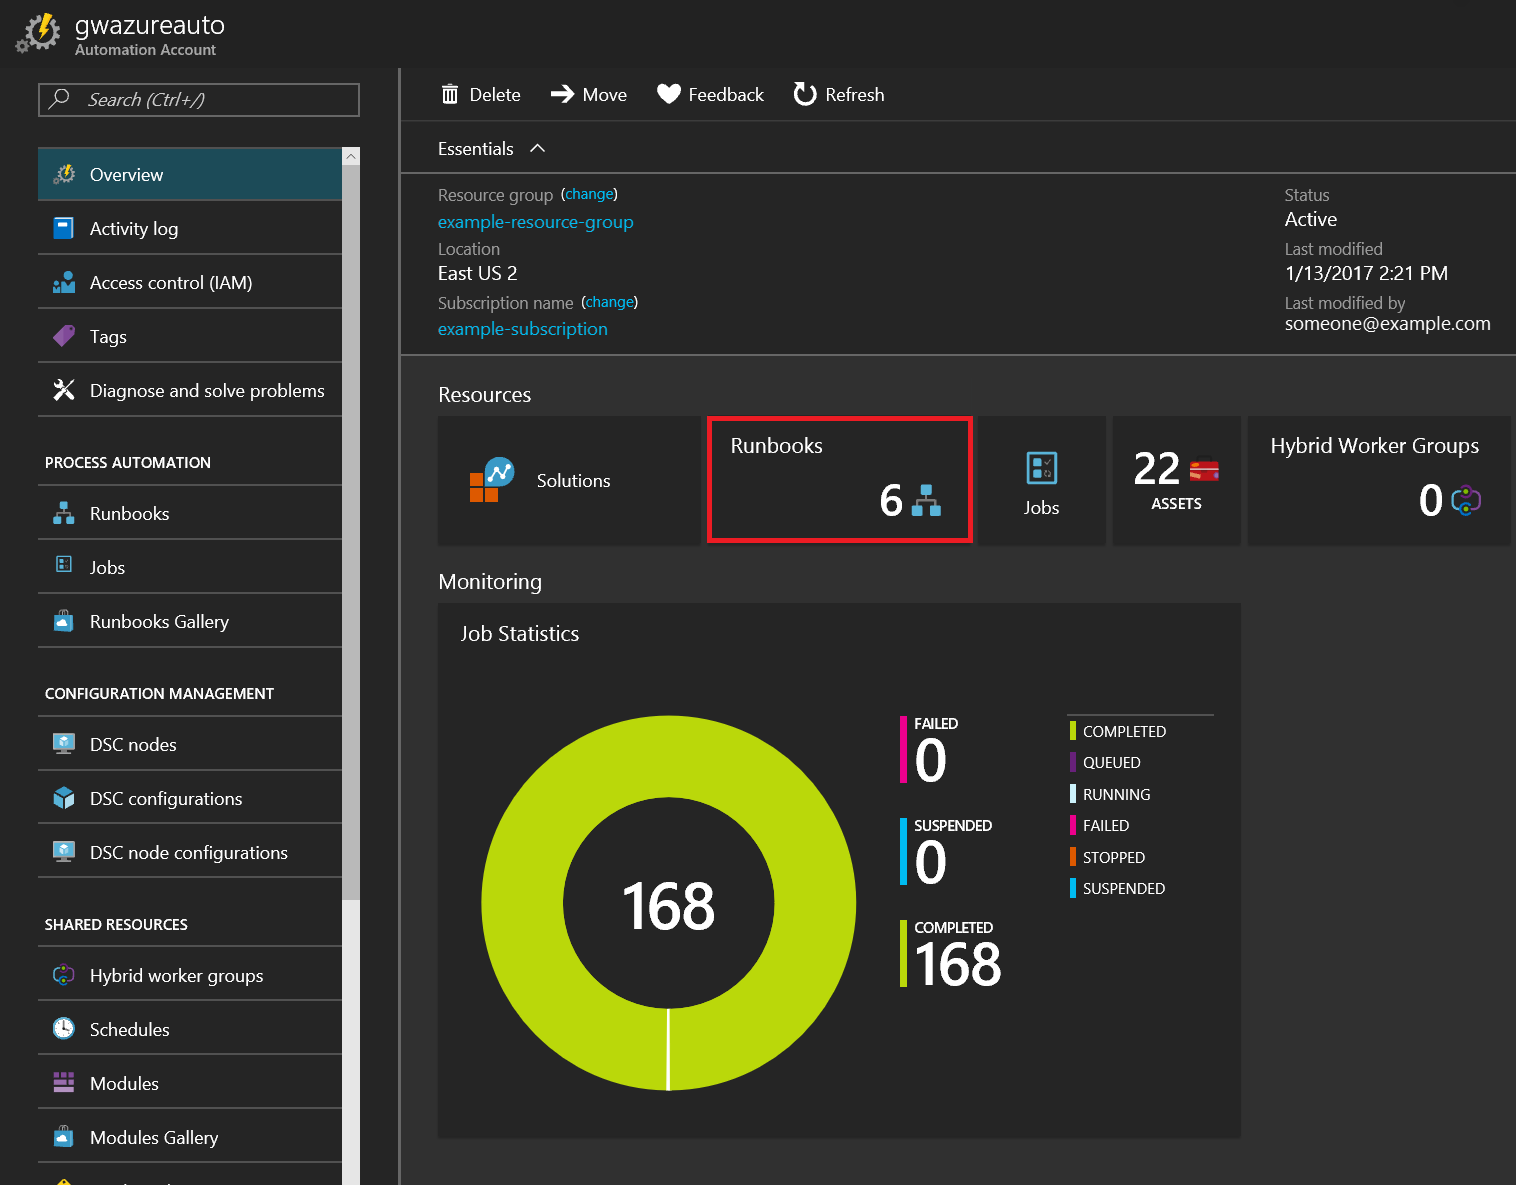 gwazureauto
Automation Account
Search (Ctrl+/)
Overview
Activity log
Access control (IAM)
Tags
Diagnose and solve problems
PROCESS AUTOMATION
Runbooks
Jobs
Runbooks Gallery
CONFIGURATION MANAGEMENT
DSC nodes
DSC configurations
DSC node configurations
SHARED RESOURCES
Hybrid worker groups
Schedules
Modules
Modules Gallery
Delete Move Feedback Refresh
Essentials
Resource group (change)
example-resource-group
Location
East US 2
Subscription name (change)
example-subscription
Status
Active
Last modified
1/13/2017 2:21 PM
Last modified by
someone@example.com
Resources
Solutions
Runbooks
6
Jobs
22
ASSETS
Hybrid Worker Groups
0
Monitoring
Job Statistics
168
FAILED
0
SUSPENDED
0
COMPLETED
168
COMPLETED
QUEUED
RUNNING
FAILED
STOPPED
SUSPENDED